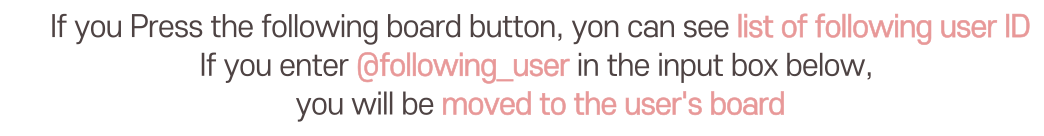 If you Press the following board button, yon can see list of following user ID
If you enter @following_user in the input box below,
you will be moved to the user's board